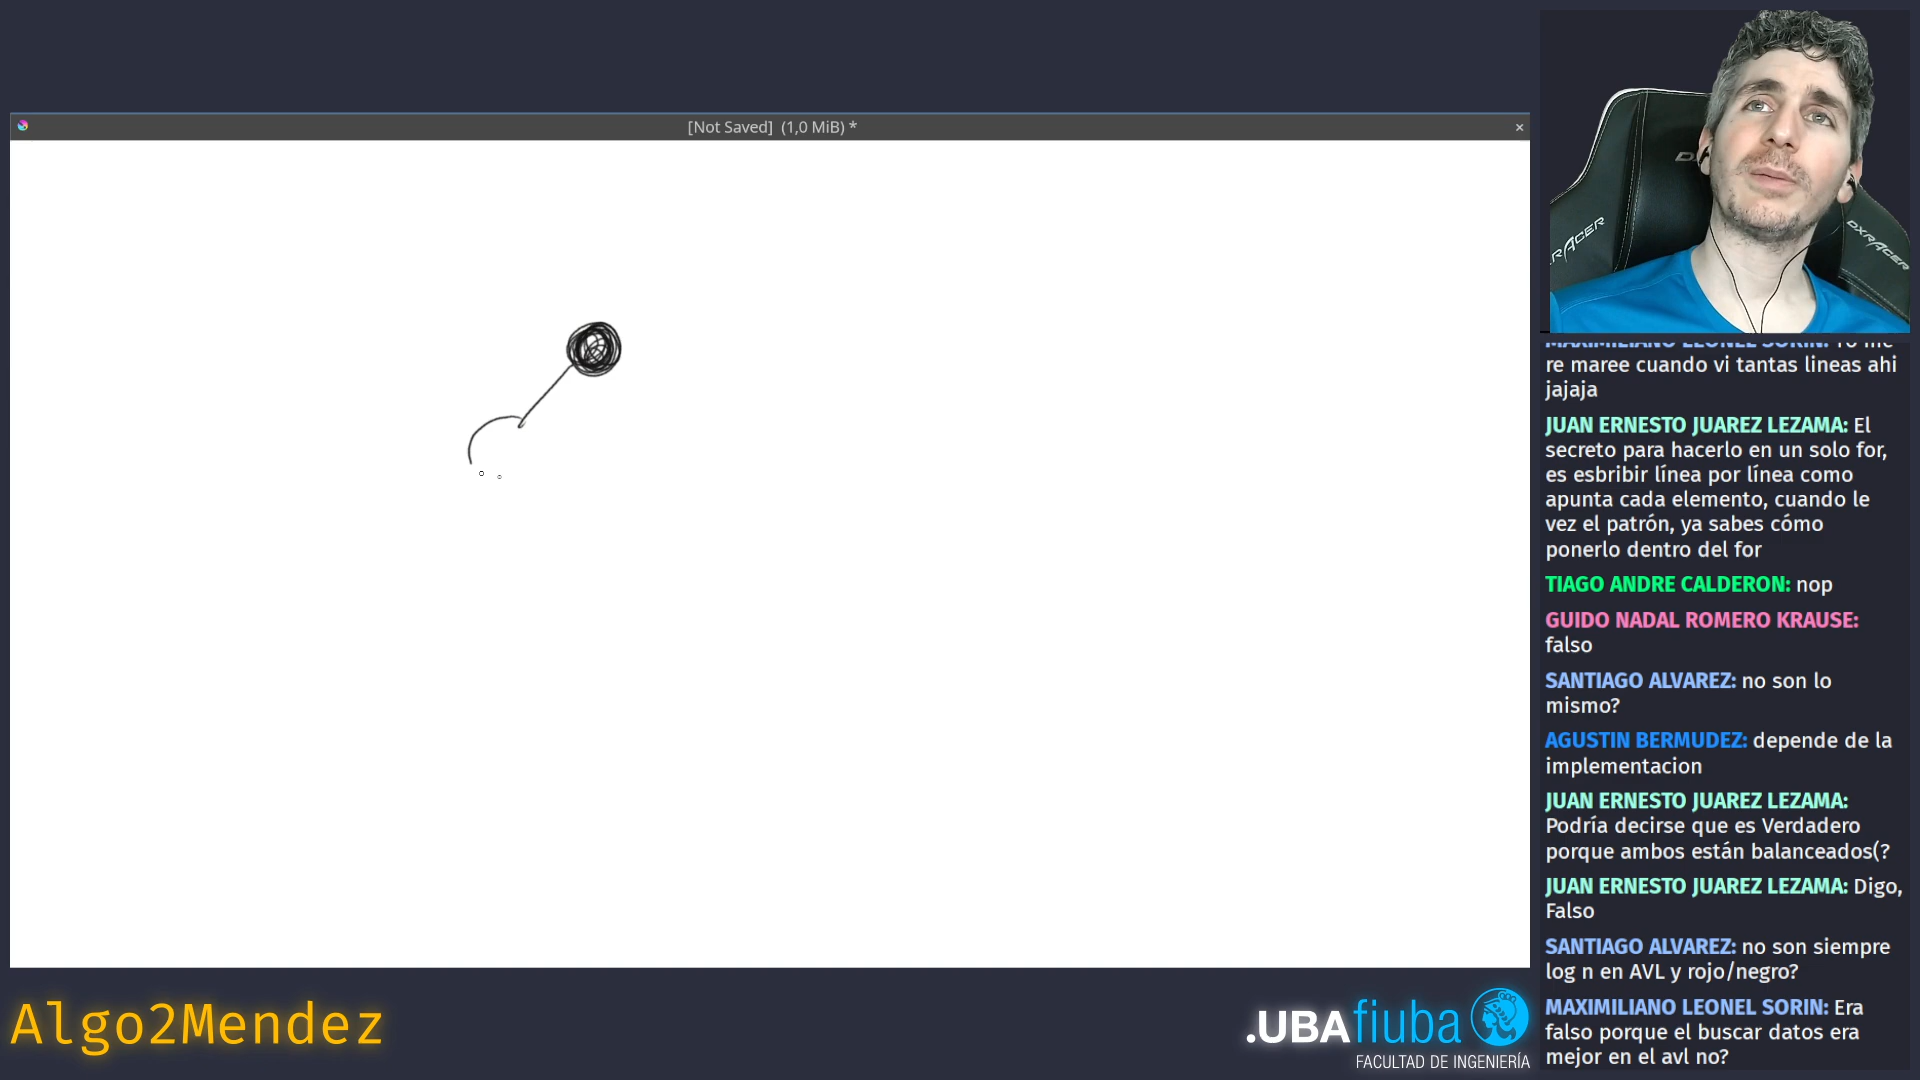 [Not Saved]  (1,0 MiB) *
×
MAXIMILIANO LEONEL SORIN: Yo me
re maree cuando vi tantas lineas ahi
jajaja
JUAN ERNESTO JUAREZ LEZAMA: El
secreto para hacerlo en un solo for,
es esbribir línea por línea como
apunta cada elemento, cuando le
vez el patrón, ya sabes cómo
ponerlo dentro del for
TIAGO ANDRE CALDERON: nop
GUIDO NADAL ROMERO KRAUSE:
falso
SANTIAGO ALVAREZ: no son lo
mismo?
AGUSTIN BERMUDEZ: depende de la
implementacion
JUAN ERNESTO JUAREZ LEZAMA:
Podría decirse que es Verdadero
porque ambos están balanceados(?
JUAN ERNESTO JUAREZ LEZAMA: Digo,
Falso
SANTIAGO ALVAREZ: no son siempre
log n en AVL y rojo/negro?
MAXIMILIANO LEONEL SORIN: Era
falso porque el buscar datos era
mejor en el avl no?
DXRACER
Algo2Mendez
.UBAfiuba
FACULTAD DE INGENIERÍA